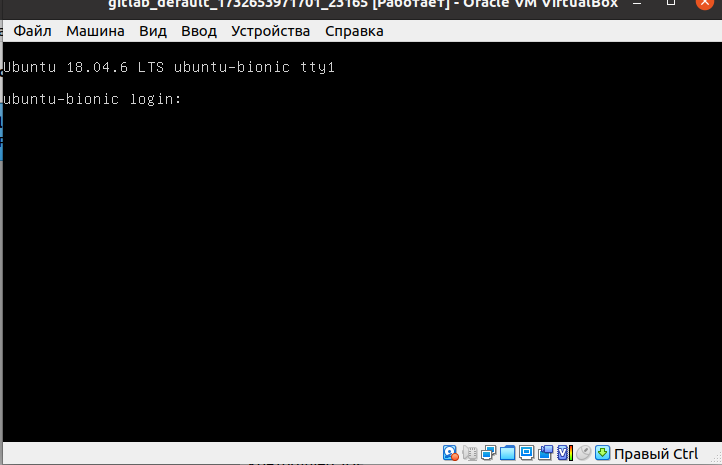 gitlab_default_1732653971701_23165 [Работает] - Oracle VM VirtualBox
Файл Машина Вид Ввод Устройства Справка
Ubuntu 18.04.6 LTS ubuntu-bionic tty1
ubuntu-bionic login:
Правый Ctrl